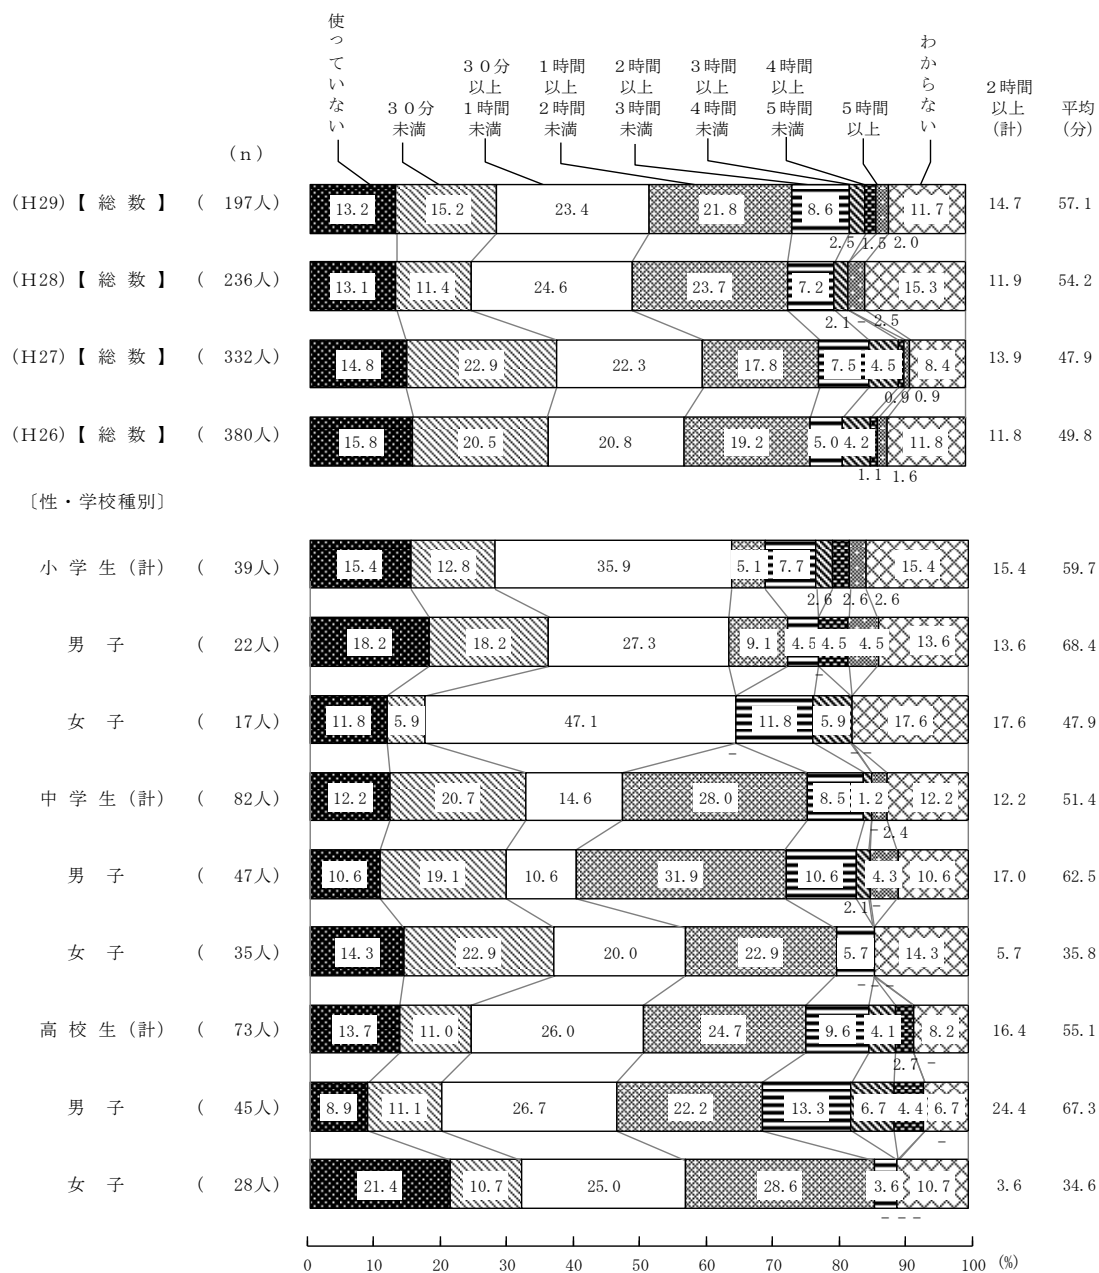 使っていない
３０分
未満
３０分
以上
１時間
未満
１時間
以上
２時間
未満
２時間
以上
３時間
未満
３時間
以上
４時間
未満
４時間
以上
５時間
未満
５時間
以上
わからない
２時間
以上
(計)
平均
(分)
(ｎ)
(H29)【 総 数 】 ( 197人) 13.2 15.2 23.4 21.8 8.6 11.7 14.7 57.1
2.5 1.5 2.0
(H28)【 総 数 】 ( 236人) 13.1 11.4 24.6 23.7 7.2 15.3 11.9 54.2
2.1 - 2.5
(H27)【 総 数 】 ( 332人) 14.8 22.9 22.3 17.8 7.5 4.5 8.4 13.9 47.9
0.9 0.9
(H26)【 総 数 】 ( 380人) 15.8 20.5 20.8 19.2 5.0 4.2 11.8 11.8 49.8
1.1 1.6
〔性・学校種別〕
小 学 生（計） ( 39人) 15.4 12.8 35.9 5.1 7.7 15.4 15.4 59.7
2.6 2.6 2.6
男 子 ( 22人) 18.2 18.2 27.3 9.1 4.5 4.5 4.5 13.6 13.6 68.4
-
女 子 ( 17人) 11.8 5.9 47.1 11.8 5.9 17.6 17.6 47.9
- - -
中 学 生（計） ( 82人) 12.2 20.7 14.6 28.0 8.5 1.2 12.2 12.2 51.4
- 2.4
男 子 ( 47人) 10.6 19.1 10.6 31.9 10.6 4.3 10.6 17.0 62.5
2.1 -
女 子 ( 35人) 14.3 22.9 20.0 22.9 5.7 14.3 5.7 35.8
- - -
高 校 生（計） ( 73人) 13.7 11.0 26.0 24.7 9.6 4.1 8.2 16.4 55.1
2.7 -
男 子 ( 45人) 8.9 11.1 26.7 22.2 13.3 6.7 4.4 6.7 24.4 67.3
-
女 子 ( 28人) 21.4 10.7 25.0 28.6 3.6 10.7 3.6 34.6
- - -
0 10 20 30 40 50 60 70 80 90 100 (%)